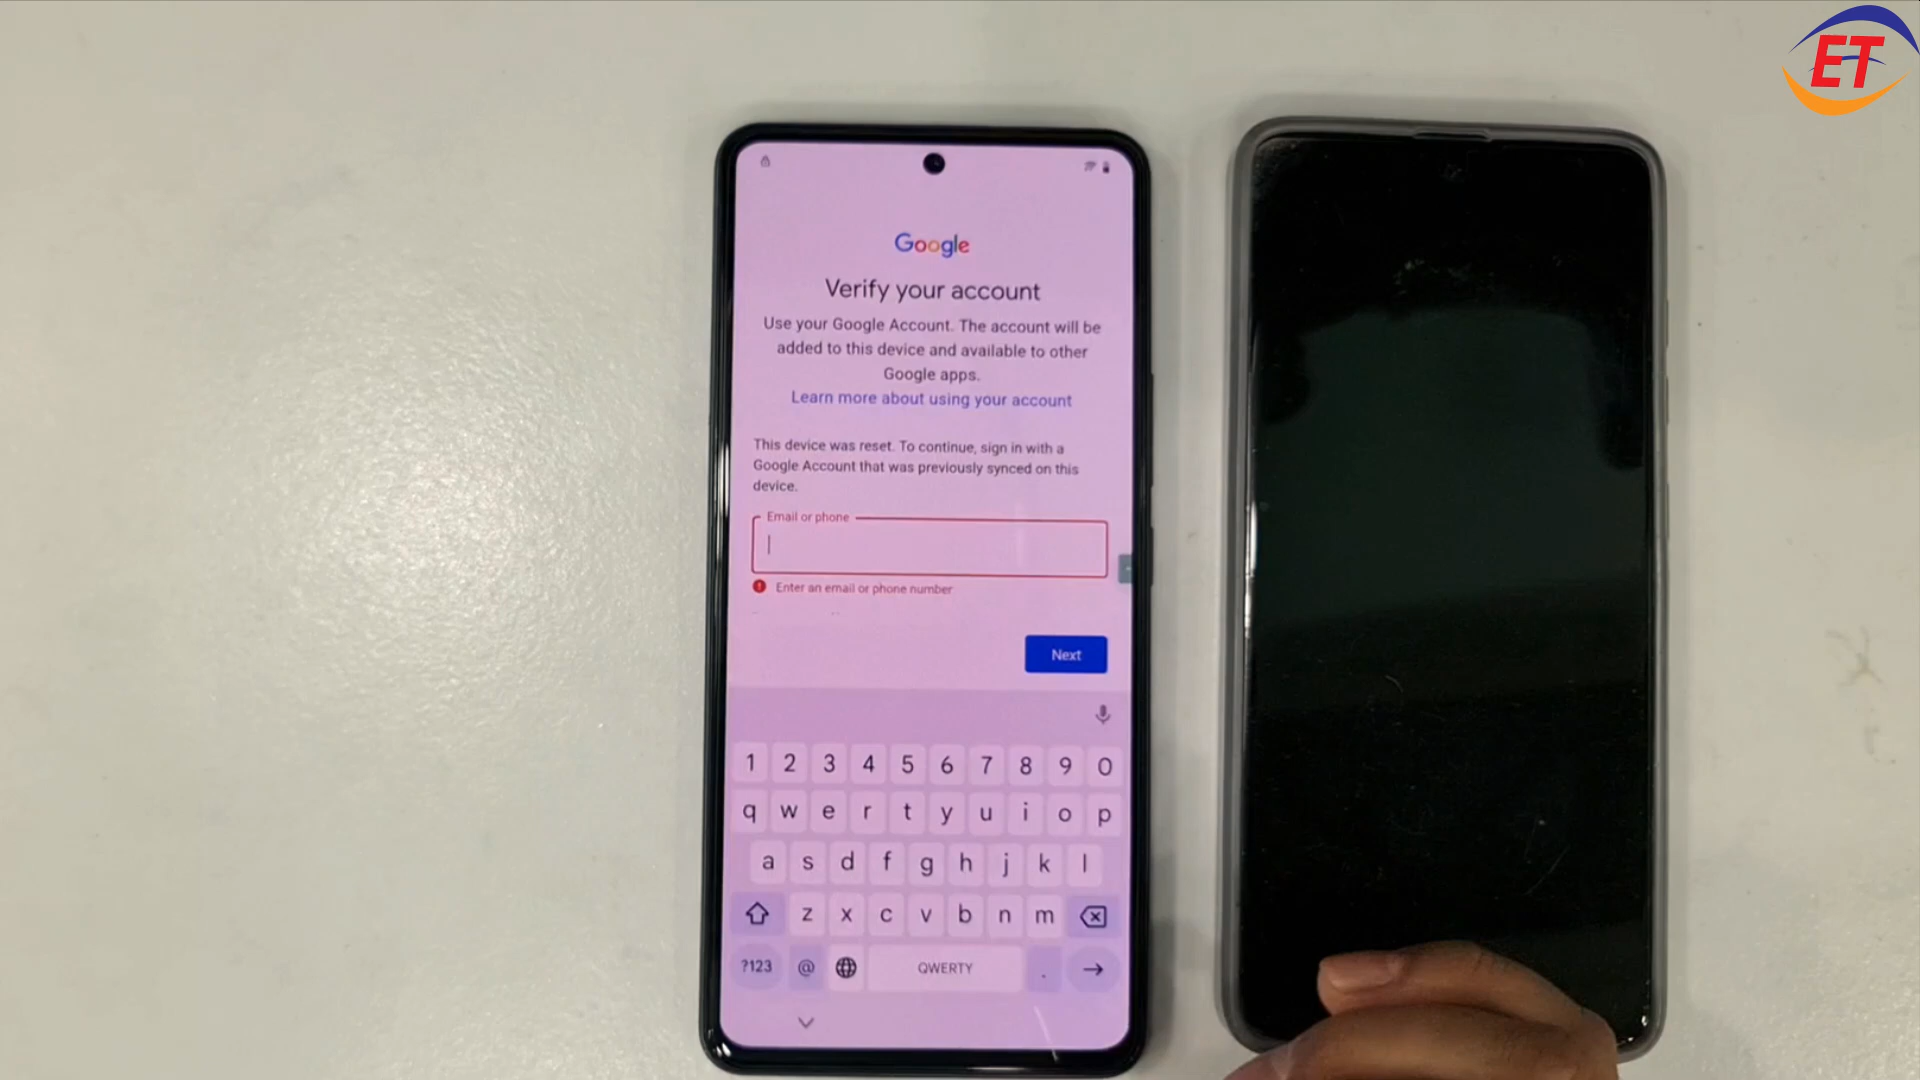 ET
Google
Verify your account
Use your Google Account. The account will be
added to this device and available to other
Google apps.
Learn more about using your account
This device was reset. To continue, sign in with a
Google Account that was previously synced on this
device.
Email or phone
Enter an email or phone number
Next
1 2 3 4 5 6 7 8 9 0
q w e r t y u i o p
a s d f g h j k l
z x c v b n m
?123 @ QWERTY .